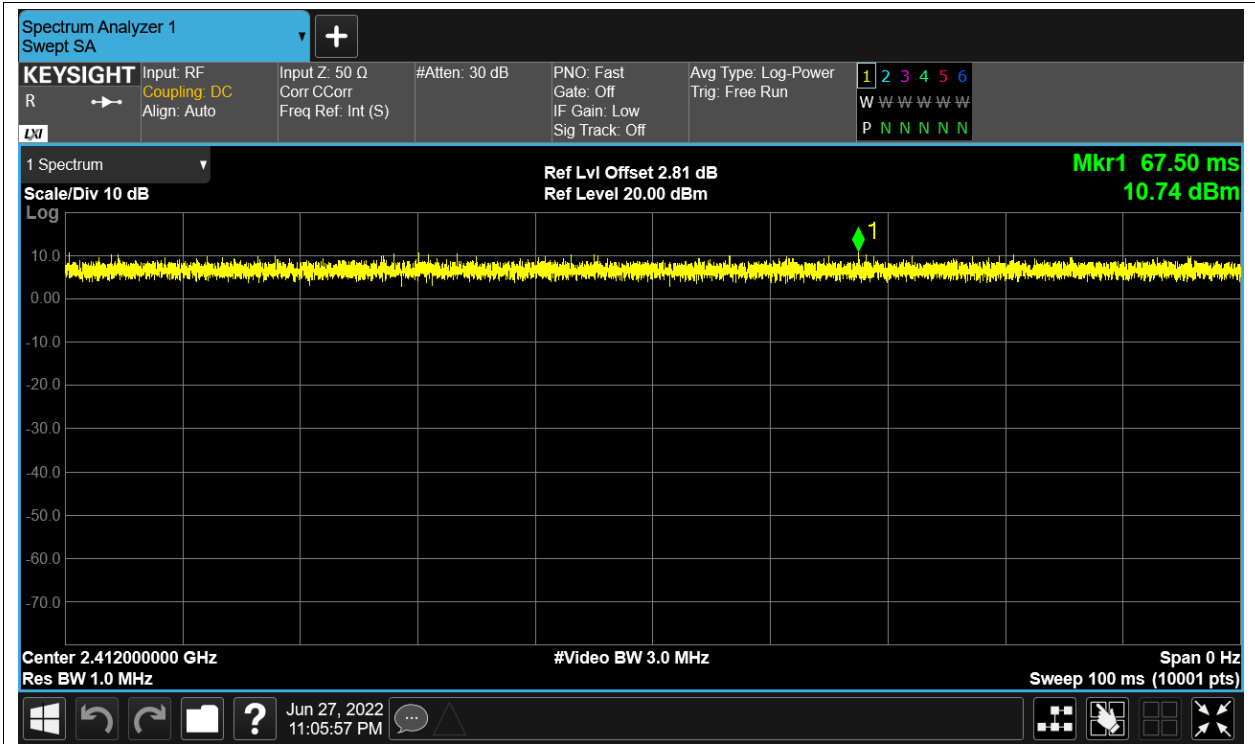 Spectrum Analyzer 1
Swept SA
KEYSIGHT
R
LXI
Input: RF
Coupling: DC
Align: Auto
Input Z: 50 Ω
Corr CCorr
Freq Ref: Int (S)
#Atten: 30 dB
PNO: Fast
Gate: Off
IF Gain: Low
Sig Track: Off
Avg Type: Log-Power
Trig: Free Run
1 2 3 4 5 6
W W W W W W
P N N N N N
1 Spectrum
Scale/Div 10 dB
Ref Lvl Offset 2.81 dB
Ref Level 20.00 dBm
Mkr1 67.50 ms
10.74 dBm
Log
1
10.0
0.00
-10.0
-20.0
-30.0
-40.0
-50.0
-60.0
-70.0
Center 2.412000000 GHz
#Video BW 3.0 MHz
Span 0 Hz
Res BW 1.0 MHz
Sweep 100 ms (10001 pts)
?
Jun 27, 2022
11:05:57 PM